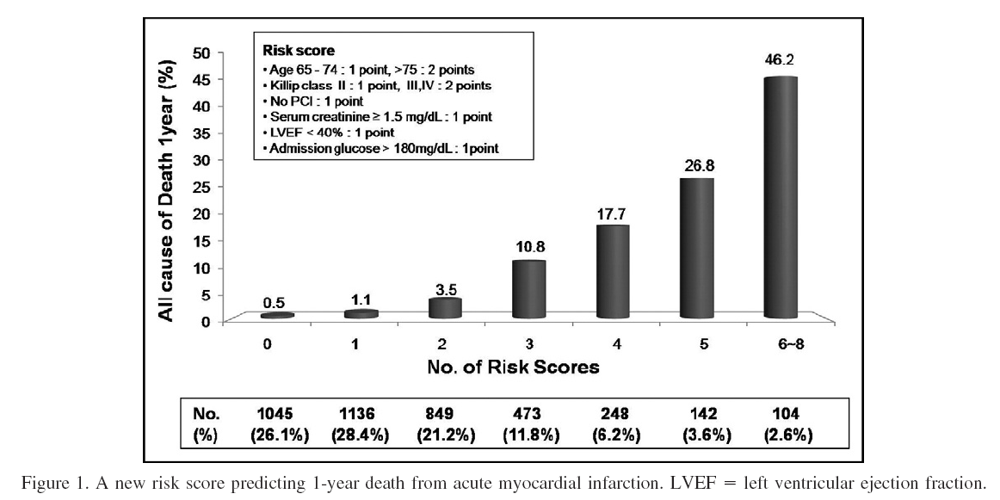 Risk score
• Age 65 - 74 : 1 point, >75 : 2 points
• Killip class II : 1 point, III,IV : 2 points
• No PCI : 1 point
• Serum creatinine ≥ 1.5 mg/dL : 1 point
• LVEF < 40% : 1 point
• Admission glucose > 180mg/dL : 1point
All cause of Death 1year (%)
50
45
40
35
30
25
20
15
10
5
0
0.5
1.1
3.5
10.8
17.7
26.8
46.2
0 1 2 3 4 5 6~8
No. of Risk Scores
No. 1045 1136 849 473 248 142 104
(%) (26.1%) (28.4%) (21.2%) (11.8%) (6.2%) (3.6%) (2.6%)
Figure 1. A new risk score predicting 1-year death from acute myocardial infarction. LVEF = left ventricular ejection fraction.